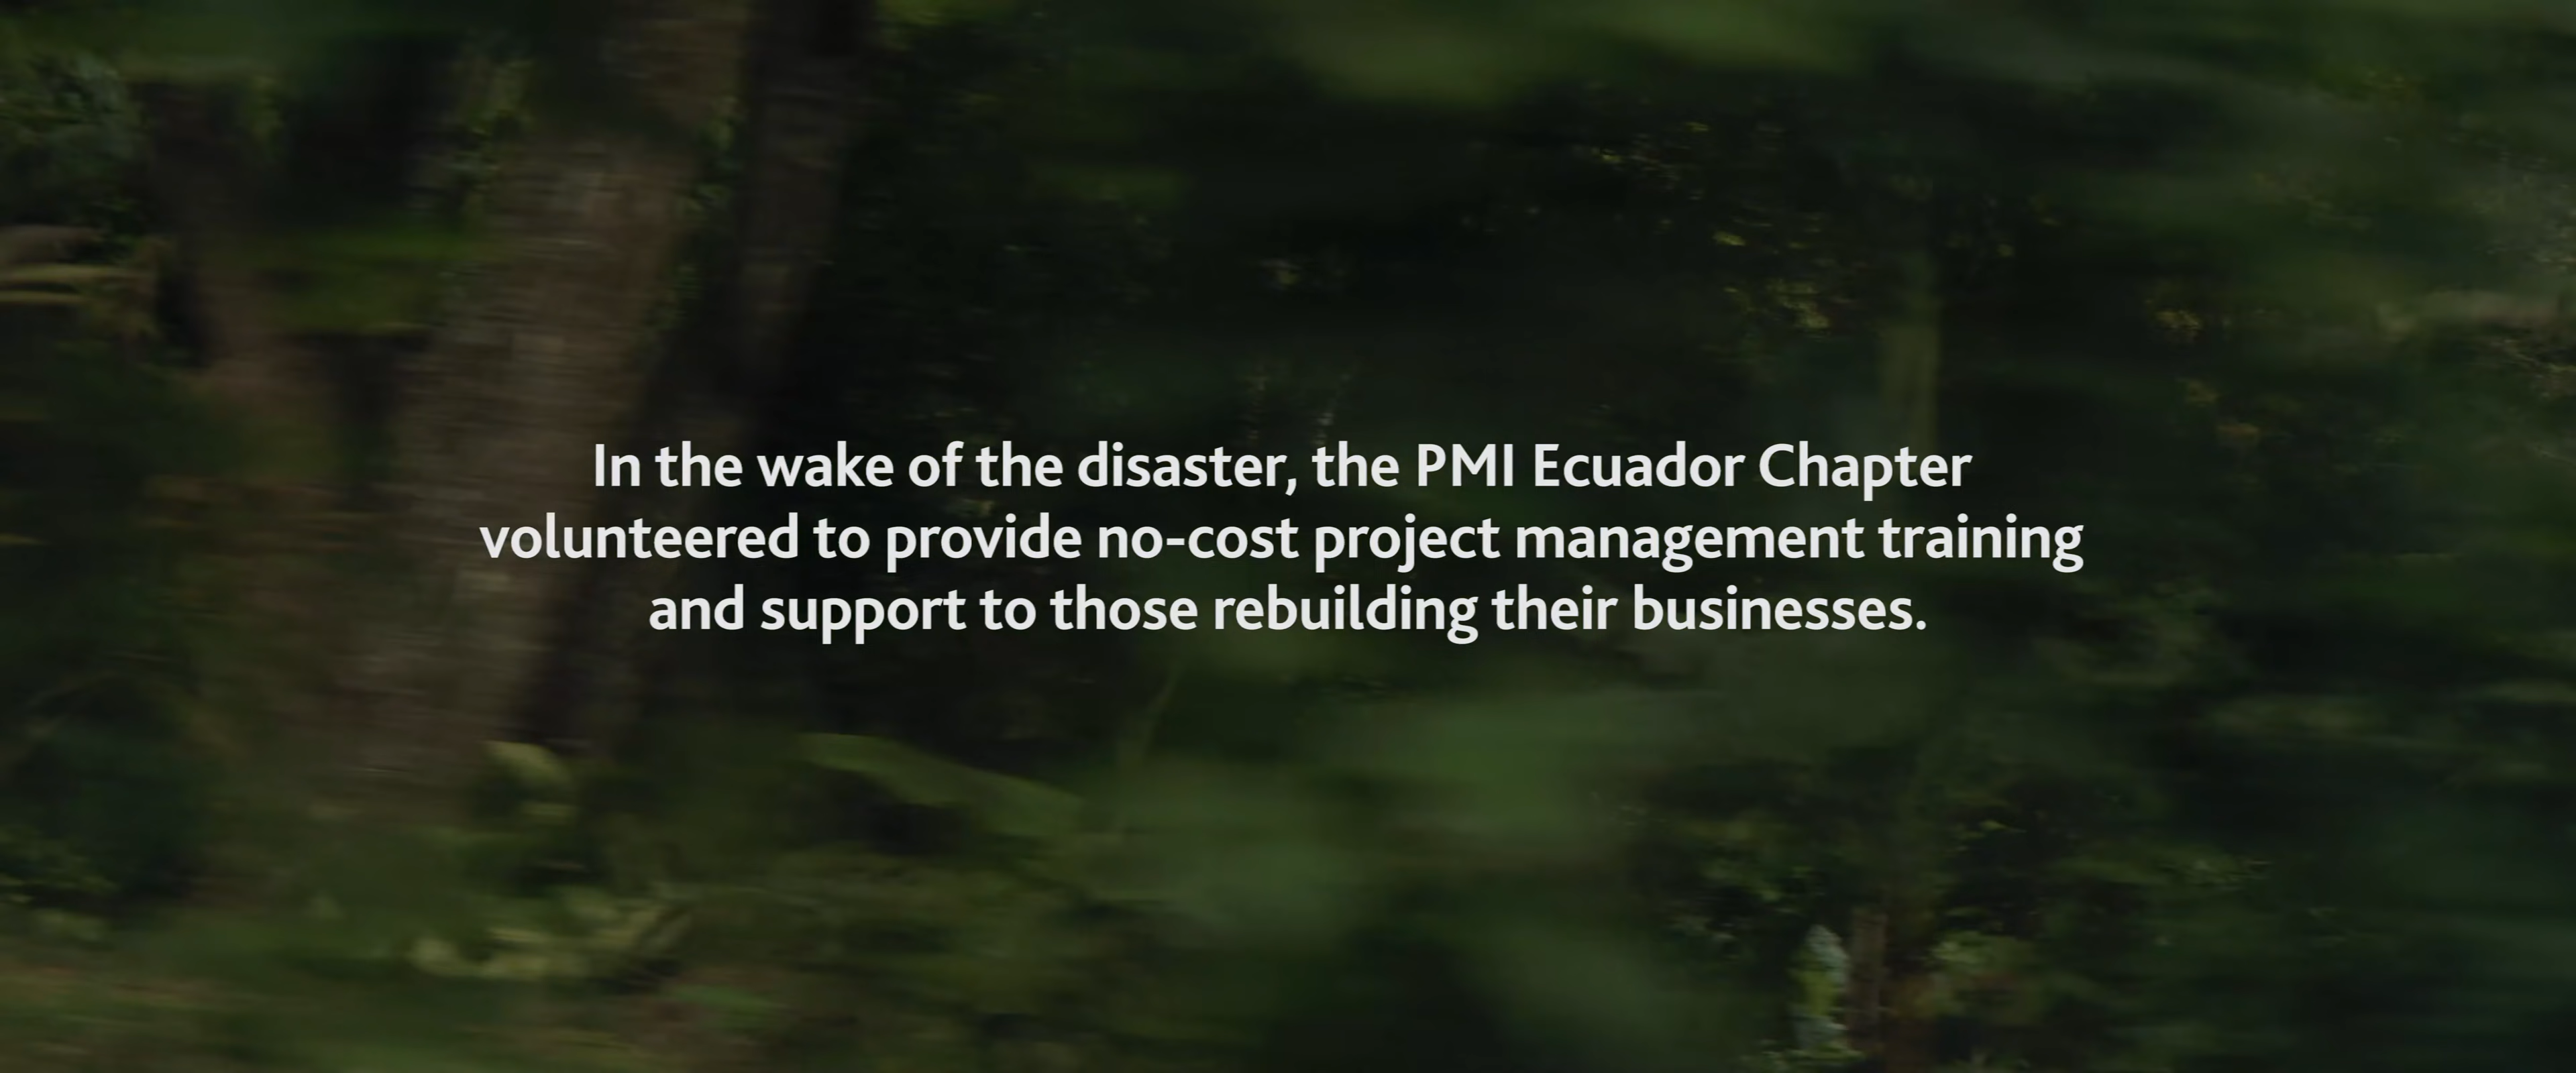 In the wake of the disaster, the PMI Ecuador Chapter
volunteered to provide no-cost project management training
and support to those rebuilding their businesses.